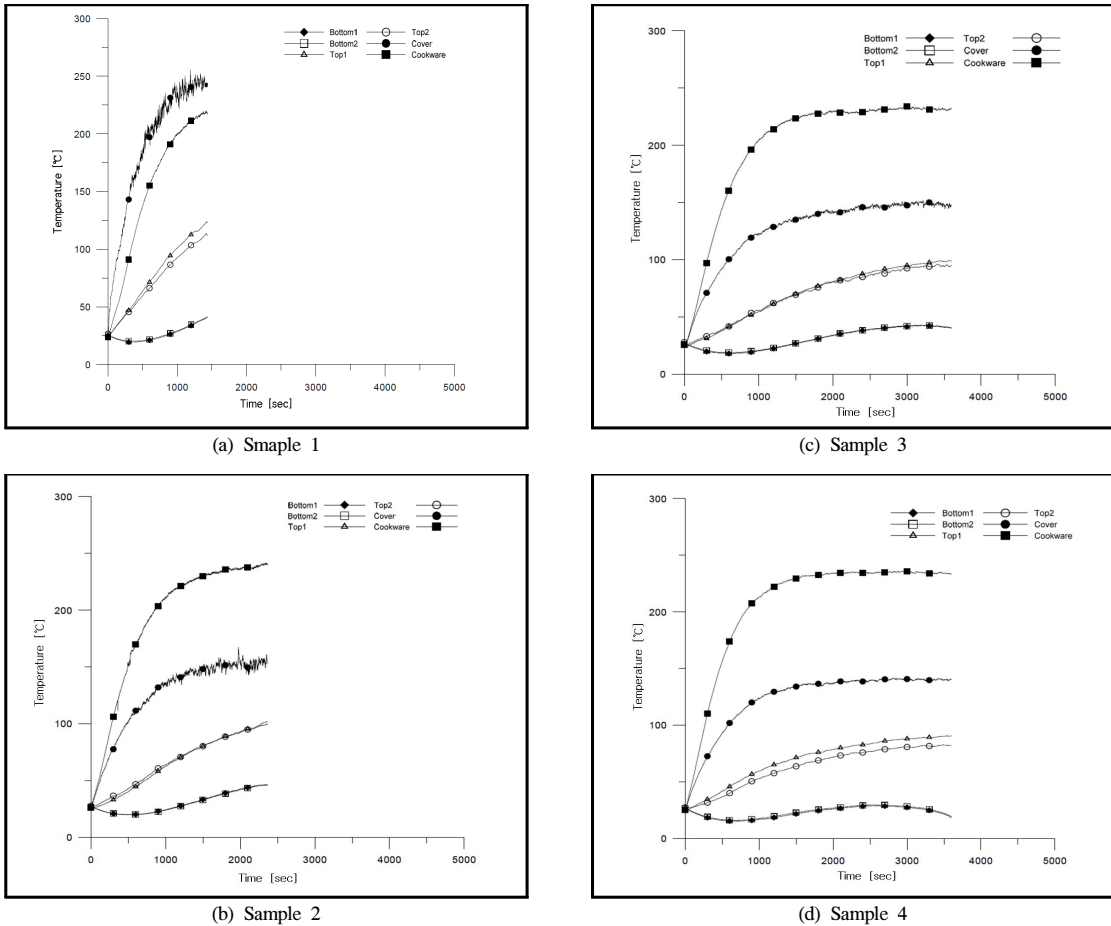 300
250
200
150
100
50
0
Temperature [℃]
Bottom1 Top2
Bottom2 Cover
Top1 Cookware
0 1000 2000 3000 4000 5000
Time [sec]
(a) Smaple 1
300
200
100
0
Temperature [℃]
Bottom1 Top2
Bottom2 Cover
Top1 Cookware
0 1000 2000 3000 4000 5000
Time [sec]
(c) Sample 3
300
200
100
0
Temperature [℃]
Bottom1 Top2
Bottom2 Cover
Top1 Cookware
0 1000 2000 3000 4000 5000
Time [sec]
(b) Sample 2
300
200
100
0
Temperature [℃]
Bottom1 Top2
Bottom2 Cover
Top1 Cookware
0 1000 2000 3000 4000 5000
Time [sec]
(d) Sample 4